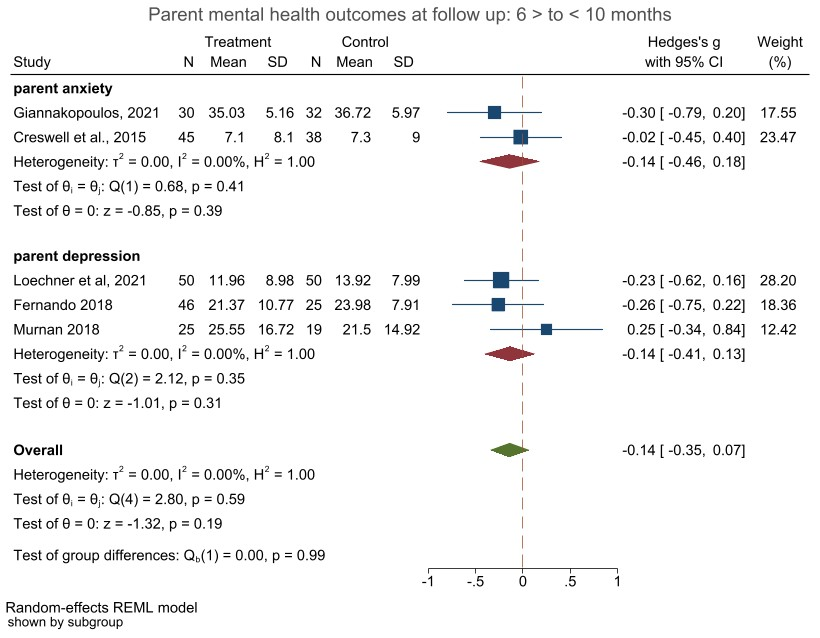 Parent mental health outcomes at follow up: 6 > to < 10 months
Treatment Control Hedges's g Weight
Study N Mean SD N Mean SD with 95% CI (%)
parent anxiety
Giannakopoulos, 2021 30 35.03 5.16 32 36.72 5.97 -0.30 [ -0.79, 0.20] 17.55
Creswell et al., 2015 45 7.1 8.1 38 7.3 9 -0.02 [ -0.45, 0.40] 23.47
Heterogeneity: τ² = 0.00, I² = 0.00%, H² = 1.00 -0.14 [ -0.46, 0.18]
Test of θᵢ = θⱼ: Q(1) = 0.68, p = 0.41
Test of θ = 0: z = -0.85, p = 0.39
parent depression
Loechner et al, 2021 50 11.96 8.98 50 13.92 7.99 -0.23 [ -0.62, 0.16] 28.20
Fernando 2018 46 21.37 10.77 25 23.98 7.91 -0.26 [ -0.75, 0.22] 18.36
Murnan 2018 25 25.55 16.72 19 21.5 14.92 0.25 [ -0.34, 0.84] 12.42
Heterogeneity: τ² = 0.00, I² = 0.00%, H² = 1.00 -0.14 [ -0.41, 0.13]
Test of θᵢ = θⱼ: Q(2) = 2.12, p = 0.35
Test of θ = 0: z = -1.01, p = 0.31
Overall -0.14 [ -0.35, 0.07]
Heterogeneity: τ² = 0.00, I² = 0.00%, H² = 1.00
Test of θᵢ = θⱼ: Q(4) = 2.80, p = 0.59
Test of θ = 0: z = -1.32, p = 0.19
Test of group differences: Q_b(1) = 0.00, p = 0.99
-1 -.5 0 .5 1
Random-effects REML model
shown by subgroup